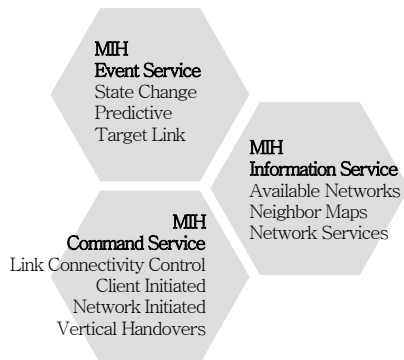 MIH
Event Service
State Change
Predictive
Target Link
MIH
Information Service
Available Networks
Neighbor Maps
Network Services
MIH
Command Service
Link Connectivity Control
Client Initiated
Network Initiated
Vertical Handovers